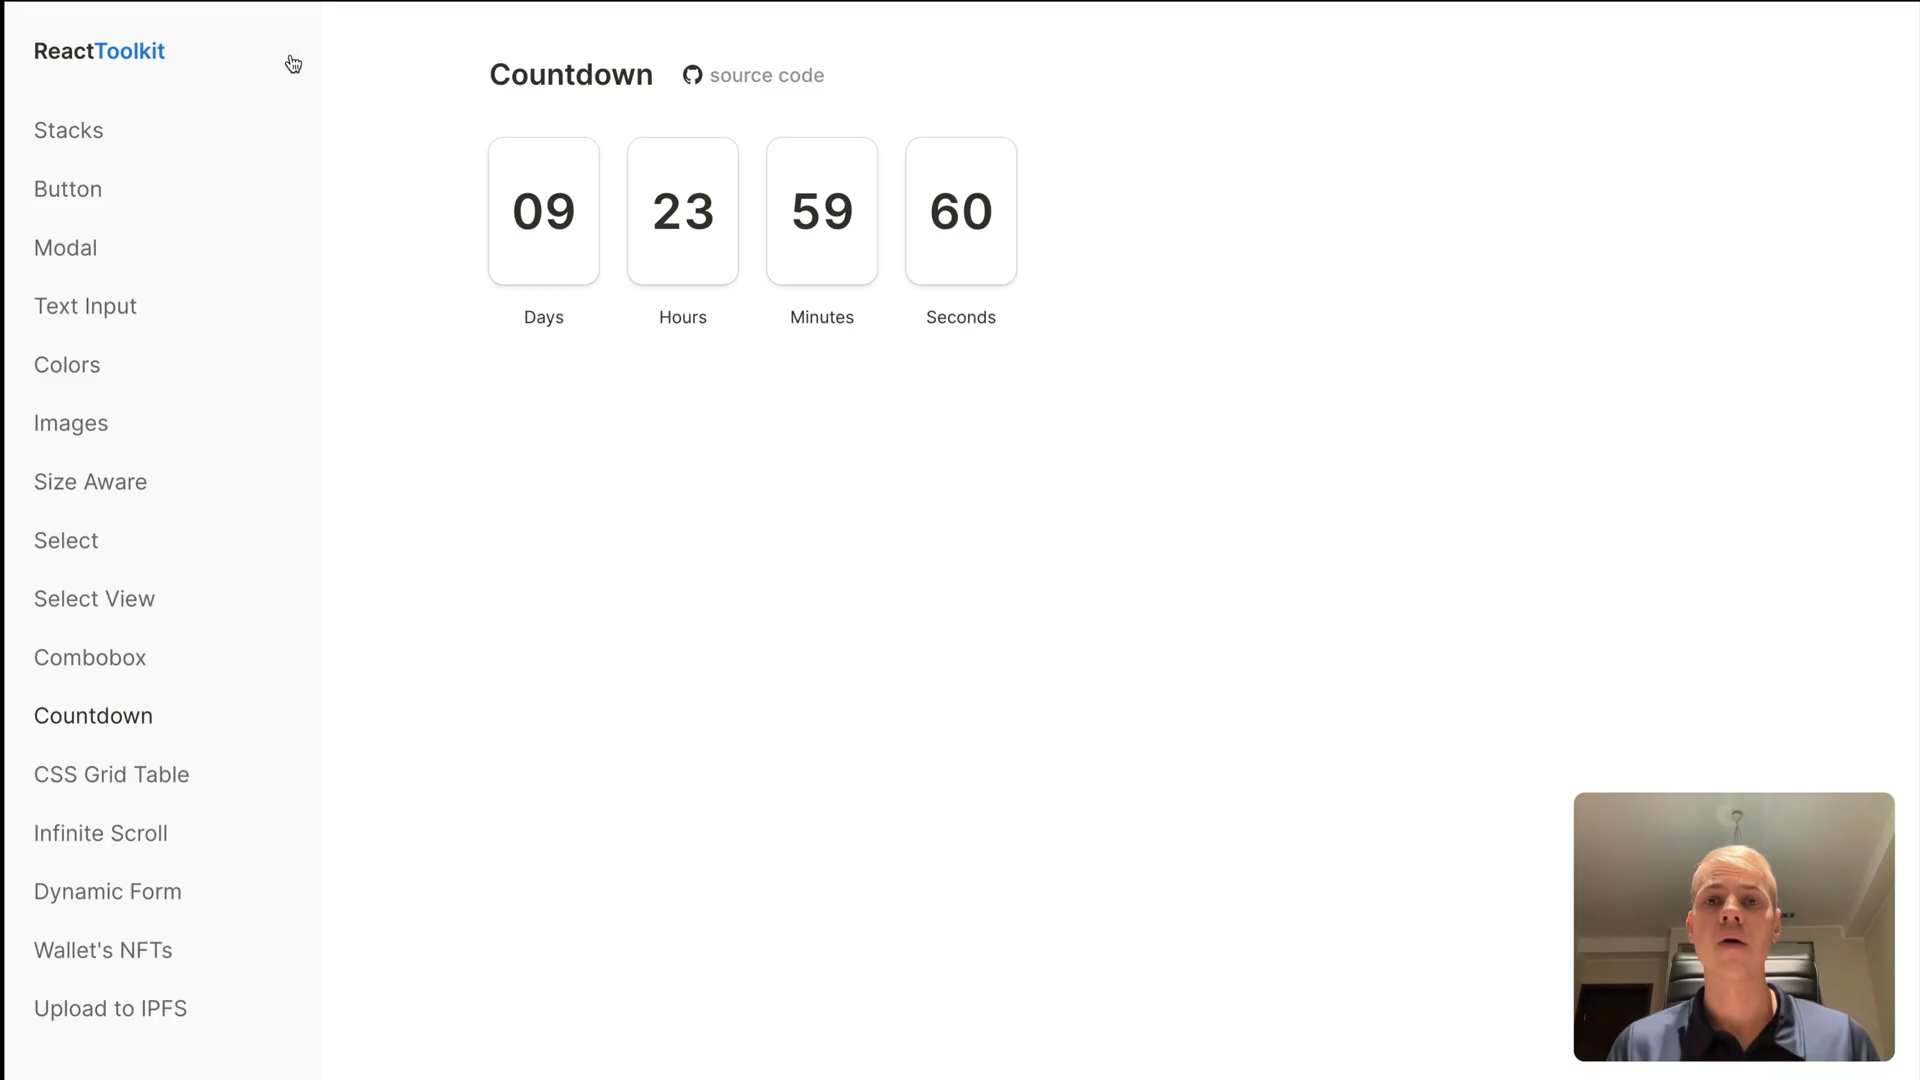 ReactToolkit
Stacks
Button
Modal
Text Input
Colors
Images
Size Aware
Select
Select View
Combobox
Countdown
CSS Grid Table
Infinite Scroll
Dynamic Form
Wallet's NFTs
Upload to IPFS
Countdown source code
09 23 59 60
Days Hours Minutes Seconds